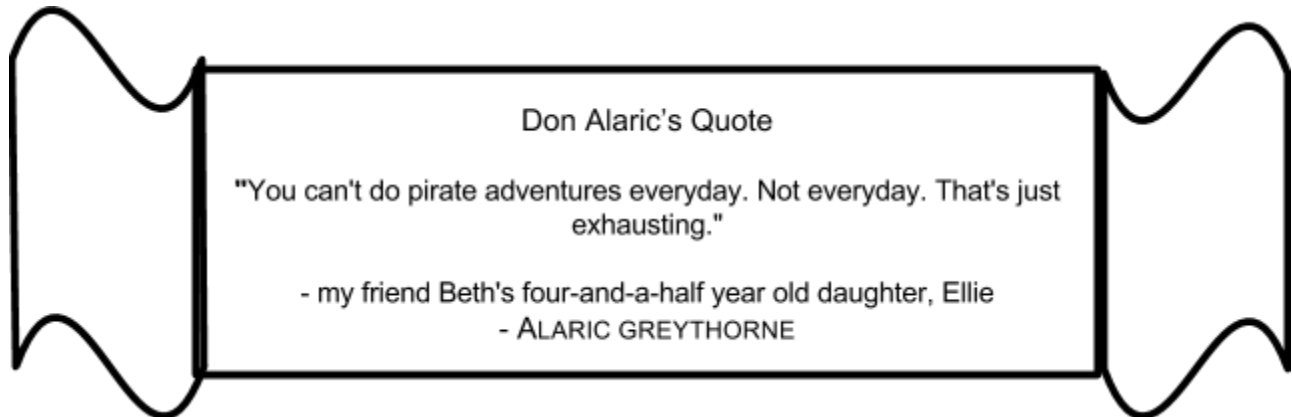 Don Alaric’s Quote
"You can't do pirate adventures everyday. Not everyday. That's just
exhausting."
- my friend Beth's four-and-a-half year old daughter, Ellie
- ALARIC GREYTHORNE